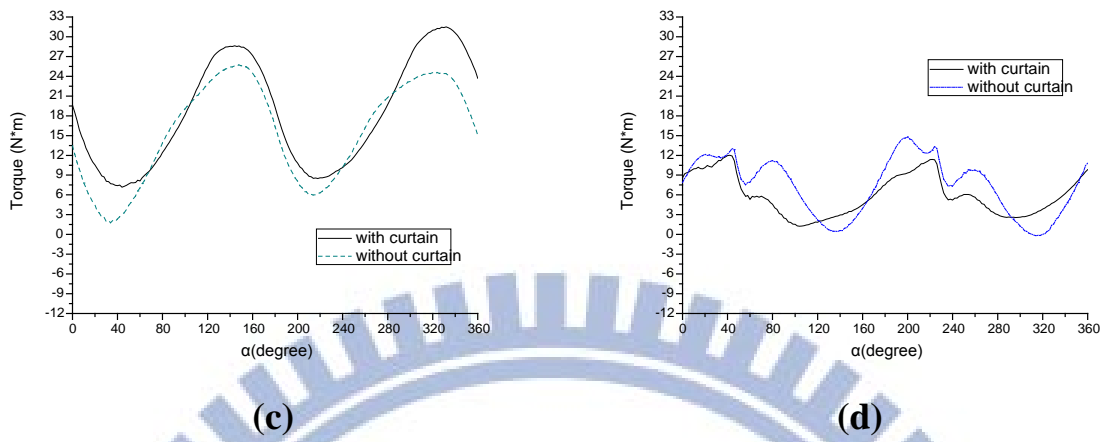 33
30
27
24
21
18
15
12
9
6
3
0
-3
-6
-9
-12
Torque (N*m)
0 40 80 120 160 200 240 280 320 360
α(degree)
with curtain
without curtain
(c)
33
30
27
24
21
18
15
12
9
6
3
0
-3
-6
-9
-12
Torque (N*m)
0 40 80 120 160 200 240 280 320 360
α(degree)
with curtain
without curtain
(d)